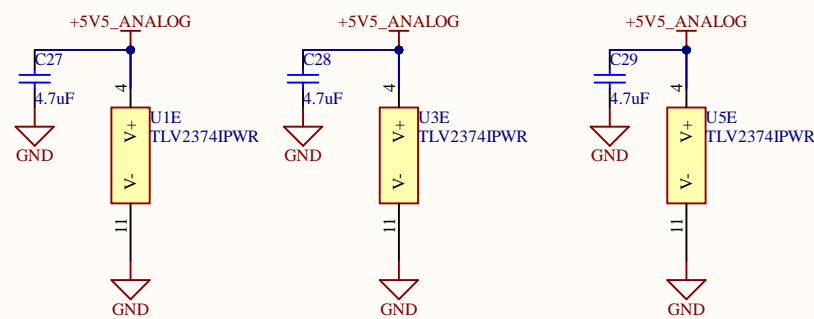 +5V5_ANALOG
+5V5_ANALOG
+5V5_ANALOG
C27
4
C28
4
C29
4
4.7uF
4.7uF
4.7uF
V+
U1E
TLV2374IPWR
V+
U3E
TLV2374IPWR
V+
U5E
TLV2374IPWR
GND
GND
GND
V-
V-
V-
11
11
11
GND
GND
GND